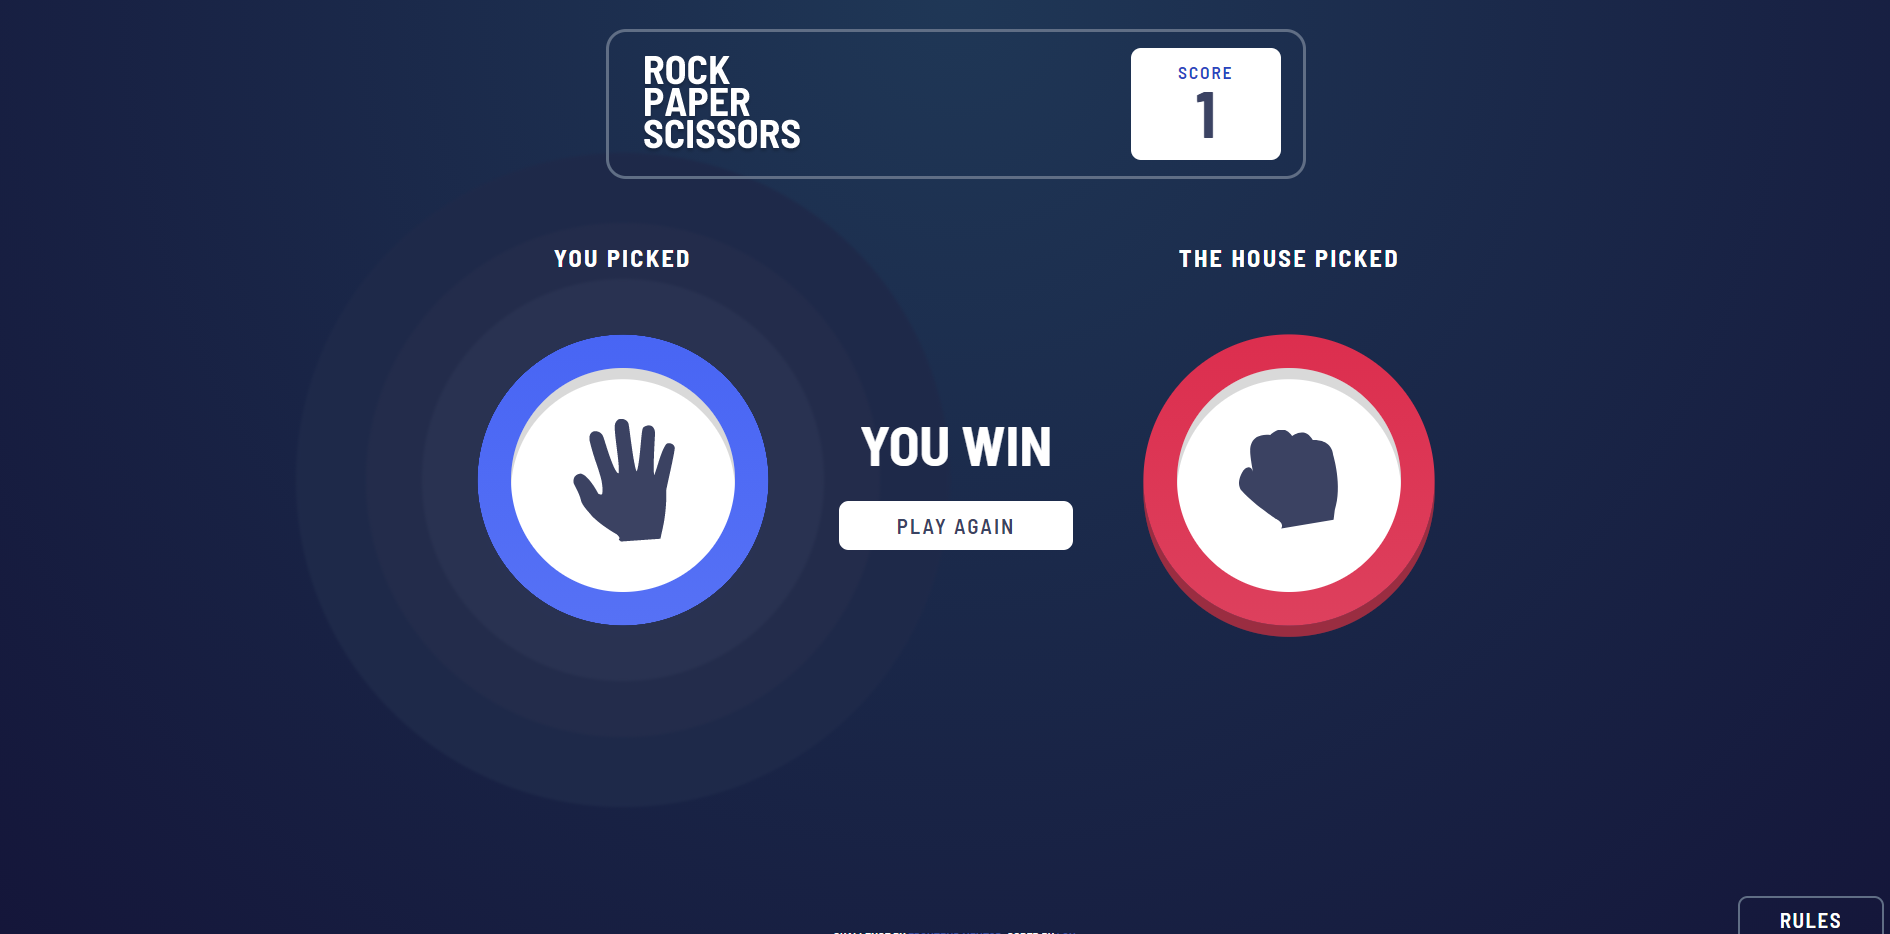 ROCK
PAPER
SCISSORS
SCORE
1
YOU PICKED
THE HOUSE PICKED
YOU WIN
PLAY AGAIN
RULES